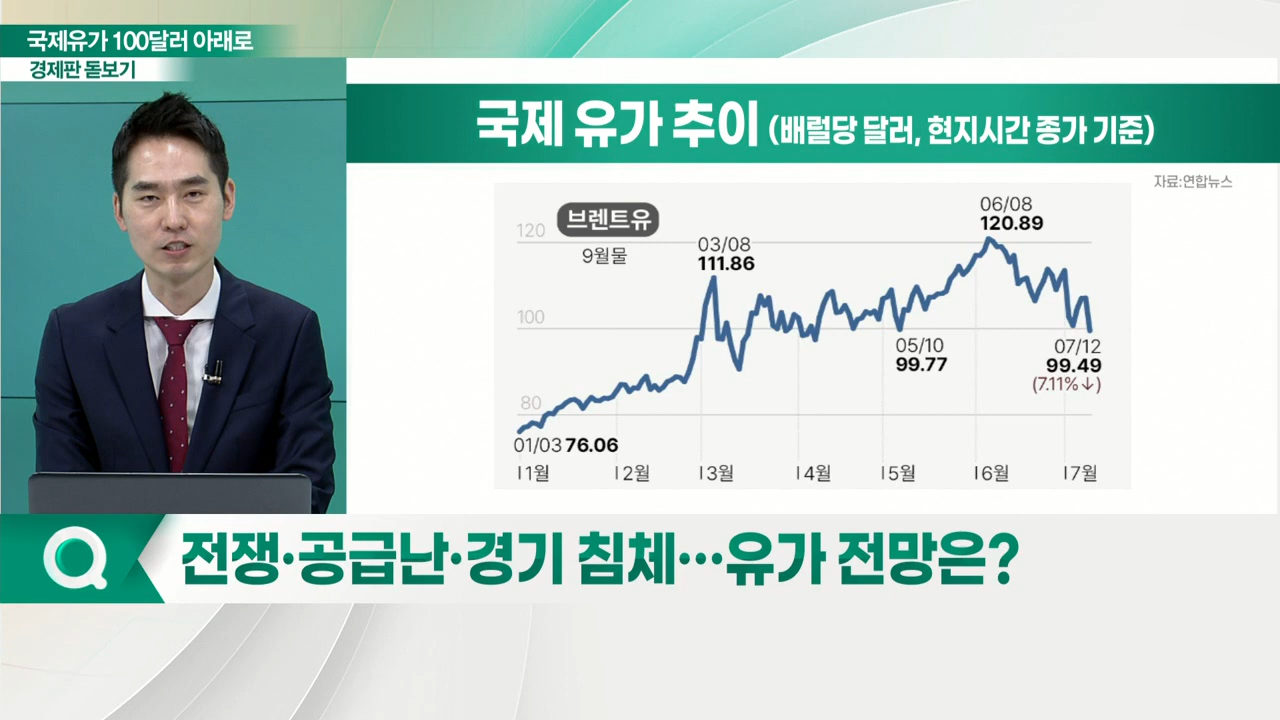 국제유가 100달러 아래로
경제판 돋보기
국제 유가 추이 (배럴당 달러, 현지시간 종가 기준)
자료:연합뉴스
브렌트유
9월물
120
100
80
01/03 76.06
03/08
111.86
05/10
99.77
06/08
120.89
07/12
99.49
(7.11%↓)
1월 2월 3월 4월 5월 6월 7월
Q 전쟁·공급난·경기 침체…유가 전망은?